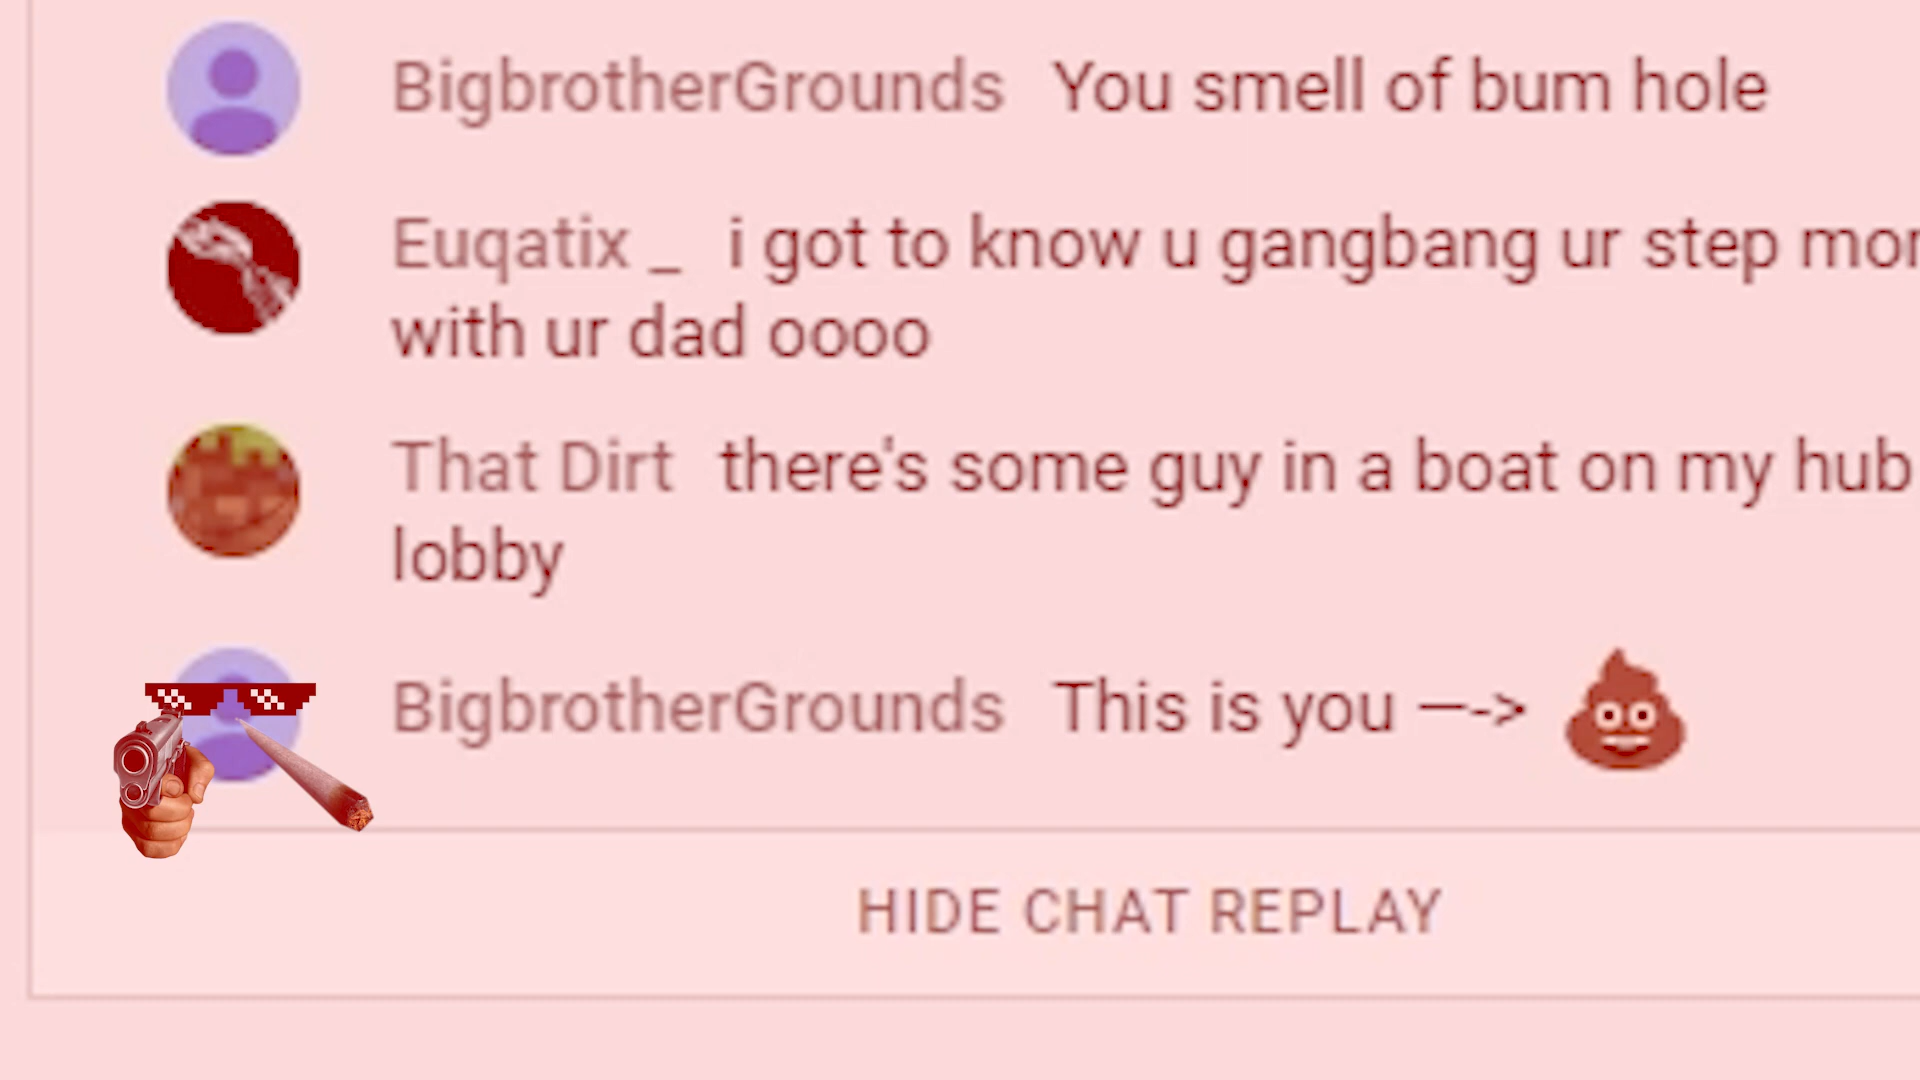 BigbrotherGrounds You smell of bum hole
Euqatix _ i got to know u gangbang ur step
with ur dad oooo
That Dirt there's some guy in a boat on my hub
lobby
BigbrotherGrounds This is you —-> 💩
HIDE CHAT REPLAY